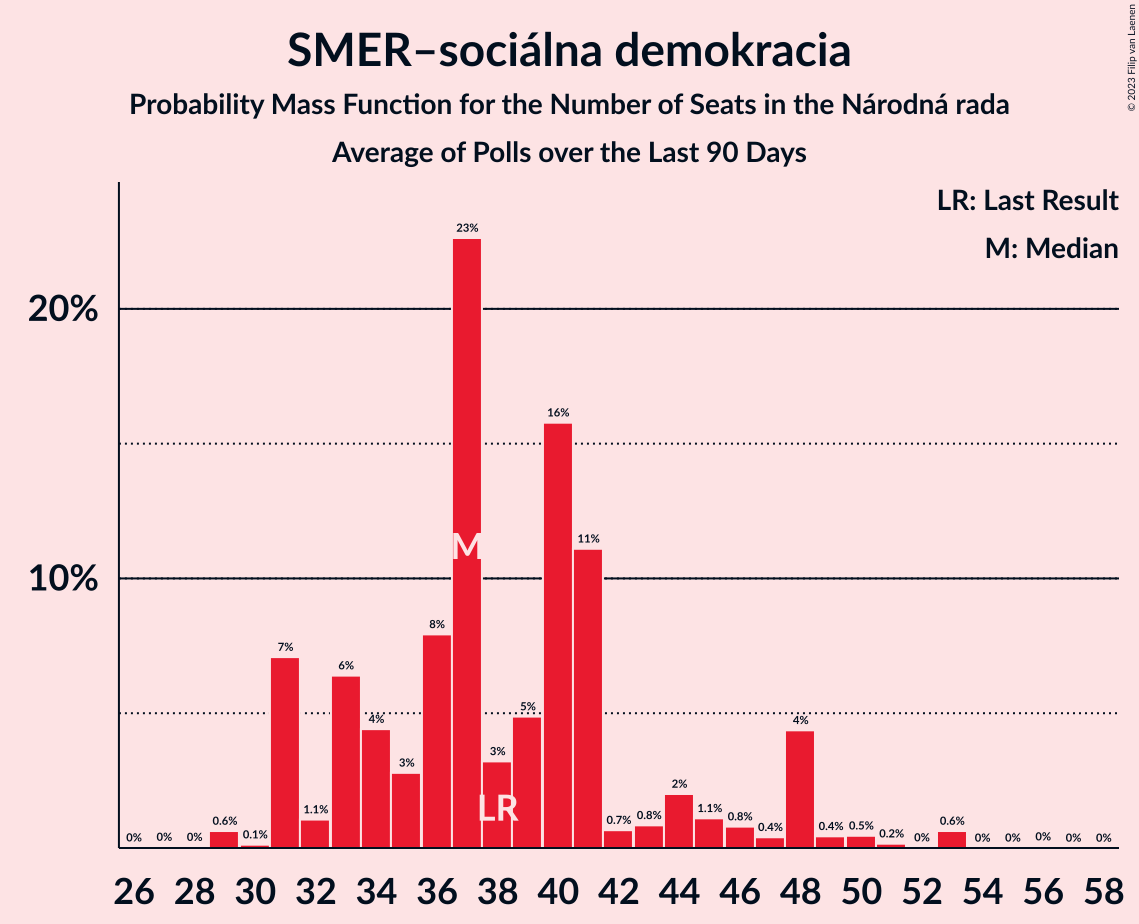 SMER–sociálna demokracia
Probability Mass Function for the Number of Seats in the Národná rada
Average of Polls over the Last 90 Days
© 2023 Filip van Laenen
LR: Last Result
M: Median
20%
10%
0% 0% 0% 0.6% 0.1% 7% 1.1% 6% 4% 3% 8% 23% 3% 5% 16% 11% 0.7% 0.8% 2% 1.1% 0.8% 0.4% 4% 0.4% 0.5% 0.2% 0% 0.6% 0% 0% 0% 0% 0%
M
LR
26 28 30 32 34 36 38 40 42 44 46 48 50 52 54 56 58